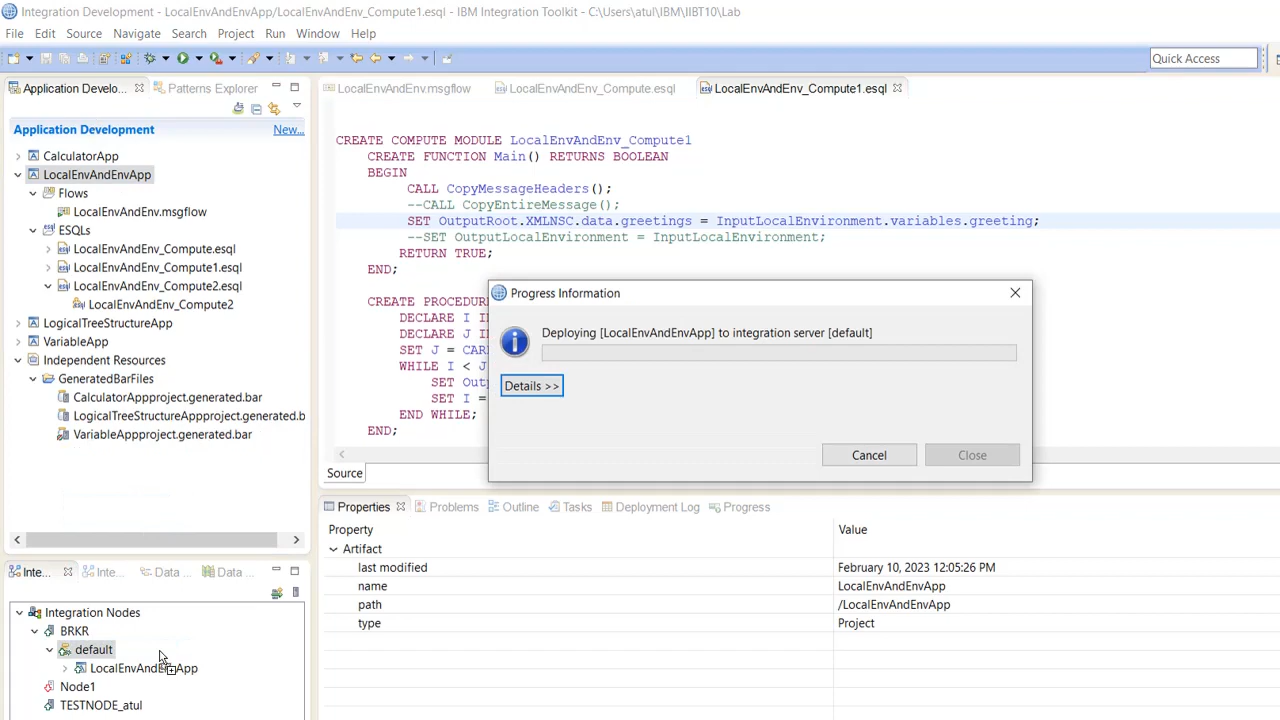 Integration Development - LocalEnvAndEnvApp/LocalEnvAndEnv_Compute1.esql - IBM Integration Toolkit - C:\Users\atul\IBM\IIBT10\Lab
File Edit Source Navigate Search Project Run Window Help
Quick Access
Application Develo... Patterns Explorer
Application Development New...
CalculatorApp
LocalEnvAndEnvApp
Flows
LocalEnvAndEnv.msgflow
ESQLs
LocalEnvAndEnv_Compute.esql
LocalEnvAndEnv_Compute1.esql
LocalEnvAndEnv_Compute2.esql
LocalEnvAndEnv_Compute2
LogicalTreeStructureApp
VariableApp
Independent Resources
GeneratedBarFiles
CalculatorAppproject.generated.bar
LogicalTreeStructureAppproject.generated.b
VariableAppproject.generated.bar
LocalEnvAndEnv.msgflow LocalEnvAndEnv_Compute.esql LocalEnvAndEnv_Compute1.esql
CREATE COMPUTE MODULE LocalEnvAndEnv_Compute1
CREATE FUNCTION Main() RETURNS BOOLEAN
BEGIN
CALL CopyMessageHeaders();
--CALL CopyEntireMessage();
SET OutputRoot.XMLNSC.data.greetings = InputLocalEnvironment.variables.greeting;
--SET OutputLocalEnvironment = InputLocalEnvironment;
RETURN TRUE;
END;
CREATE PROCEDURE
DECLARE I IN
DECLARE J IN
SET J = CAR
WHILE I < J
SET Out
SET I =
END WHILE;
END;
Source
Progress Information
Deploying [LocalEnvAndEnvApp] to integration server [default]
Details >>
Cancel Close
Properties Problems Outline Tasks Deployment Log Progress
Property Value
Artifact
last modified February 10, 2023 12:05:26 PM
name LocalEnvAndEnvApp
path /LocalEnvAndEnvApp
type Project
Inte... Inte... Data ... Data ...
Integration Nodes
BRKR
default
LocalEnvAndEnvApp
Node1
TESTNODE_atul